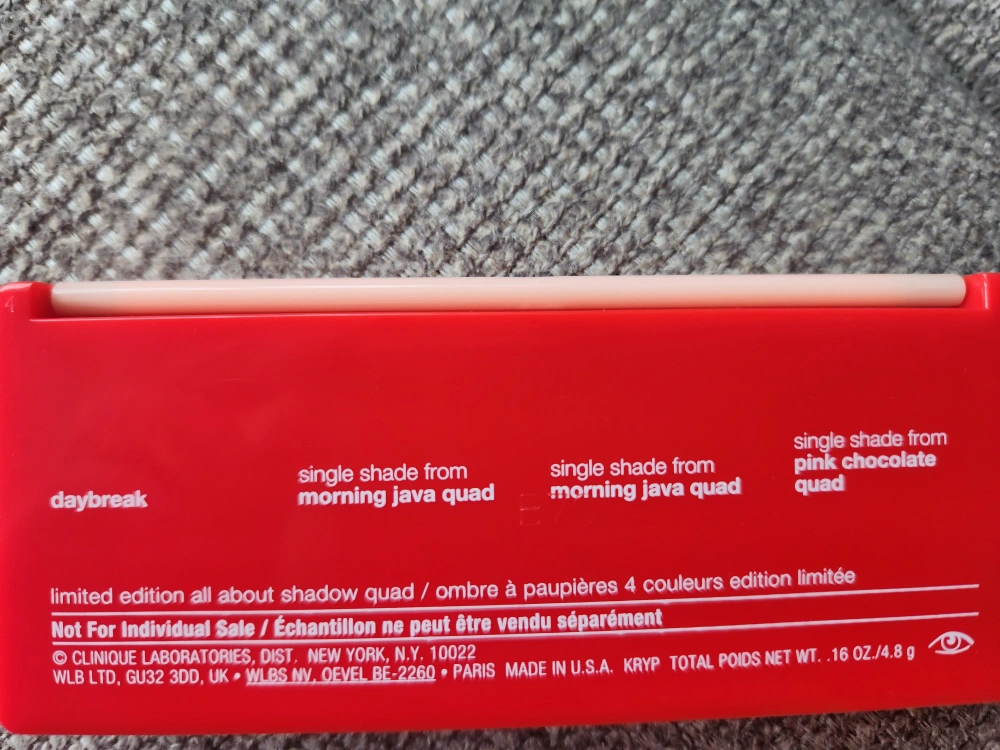 4
daybreak
single shade from
morning java quad
single shade from
morning java quad
single shade from
pink chocolate
quad
limited edition all about shadow quad / ombre à paupières 4 couleurs edition limitée
Not For Individual Sale / Échantillon ne peut être vendu séparément
© CLINIQUE LABORATORIES, DIST. NEW YORK, N.Y. 10022
WLB LTD, GU32 3DD, UK • WLBS NV, OEVEL BE-2260 • PARIS MADE IN U.S.A. KRYP TOTAL POIDS NET WT. .16 OZ./4.8 g